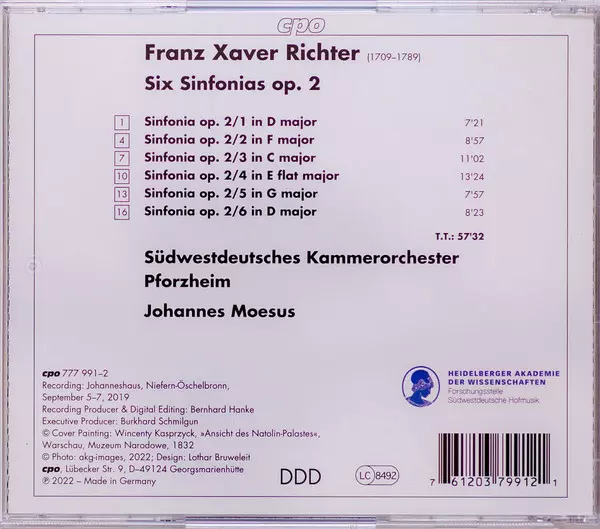 cpo
Franz Xaver Richter (1709–1789)
Six Sinfonias op. 2
1 Sinfonia op. 2/1 in D major 7'21
4 Sinfonia op. 2/2 in F major 8'57
7 Sinfonia op. 2/3 in C major 11'02
10 Sinfonia op. 2/4 in E flat major 13'24
13 Sinfonia op. 2/5 in G major 7'57
16 Sinfonia op. 2/6 in D major 8'23
T.T.: 57'32
Südwestdeutsches Kammerorchester
Pforzheim
Johannes Moesus
cpo 777 991–2
Recording: Johanneshaus, Niefern-Öschelbronn,
September 5–7, 2019
Recording Producer & Digital Editing: Bernhard Hanke
Executive Producer: Burkhard Schmilgun
© Cover Painting: Wincenty Kasprzyck, »Ansicht des Natolin-Palastes«,
Warschau, Muzeum Narodowe, 1832
© Photo: akg-images, 2022; Design: Lothar Bruweleit
cpo, Lübecker Str. 9, D–49124 Georgsmarienhütte
℗ 2022 – Made in Germany
HEIDELBERGER AKADEMIE
DER WISSENSCHAFTEN
Forschungsstelle
Südwestdeutsche Hofmusik
DDD
LC 8492
7 61203 79912 1